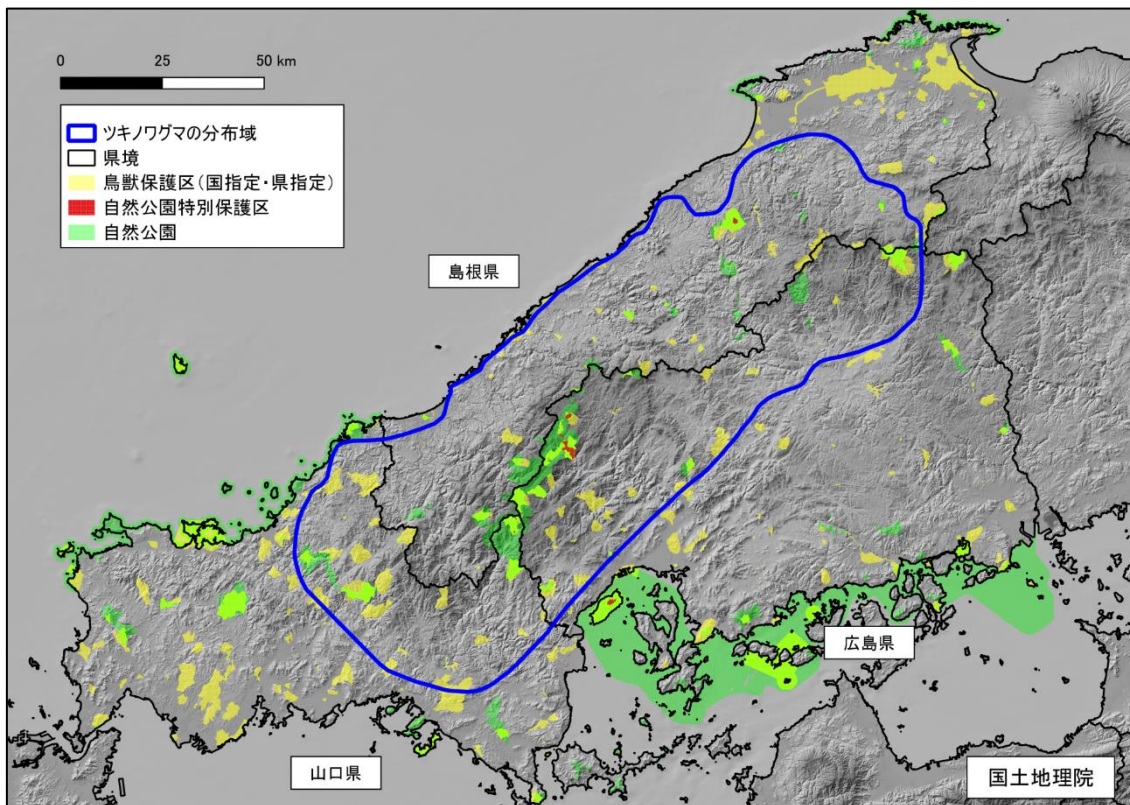 0 25 50 km
ツキノワグマの分布域
県境
鳥獣保護区(国指定・県指定)
自然公園特別保護区
自然公園
島根県
広島県
山口県
国土地理院